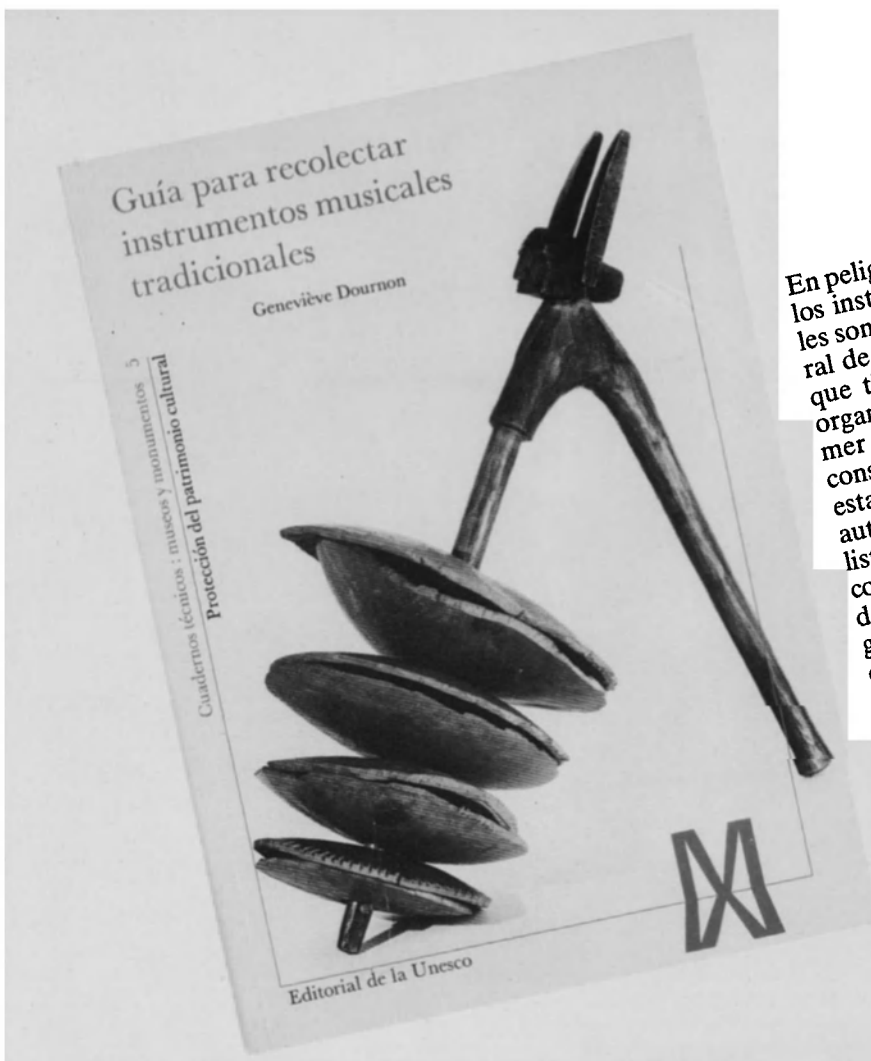 Guía para recolectar
instrumentos musicales
tradicionales
Geneviève Dournon
Cuadernos técnicos : museos y monumentos 5
Protección del patrimonio cultural
Editorial de la Unesco
En pelig
los inst
les son
ral de
que t
organ
mer
cons
esta
aut
list
co
d
g